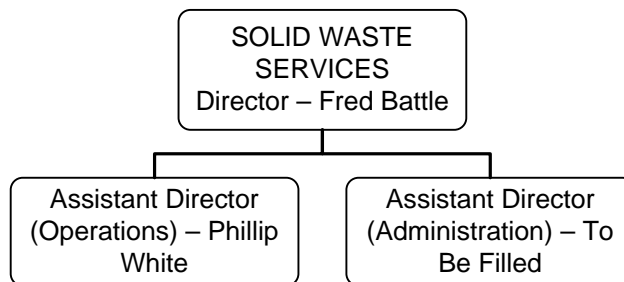 SOLID WASTE
SERVICES
Director – Fred Battle
Assistant Director
(Operations) – Phillip
White
Assistant Director
(Administration) – To
Be Filled